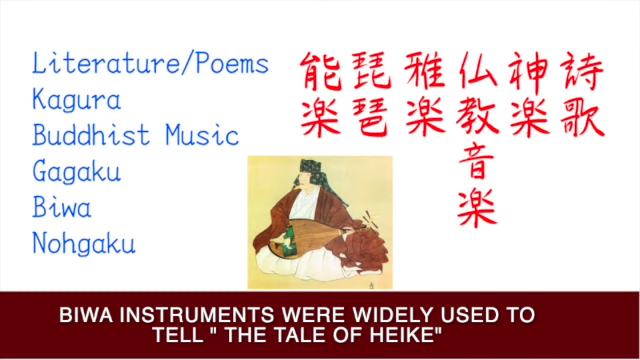 Literature/Poems
Kagura
Buddhist Music
Gagaku
Biwa
Nohgaku
詩歌
神楽
仏教音楽
雅楽
琵琶
能楽
BIWA INSTRUMENTS WERE WIDELY USED TO
TELL " THE TALE OF HEIKE"